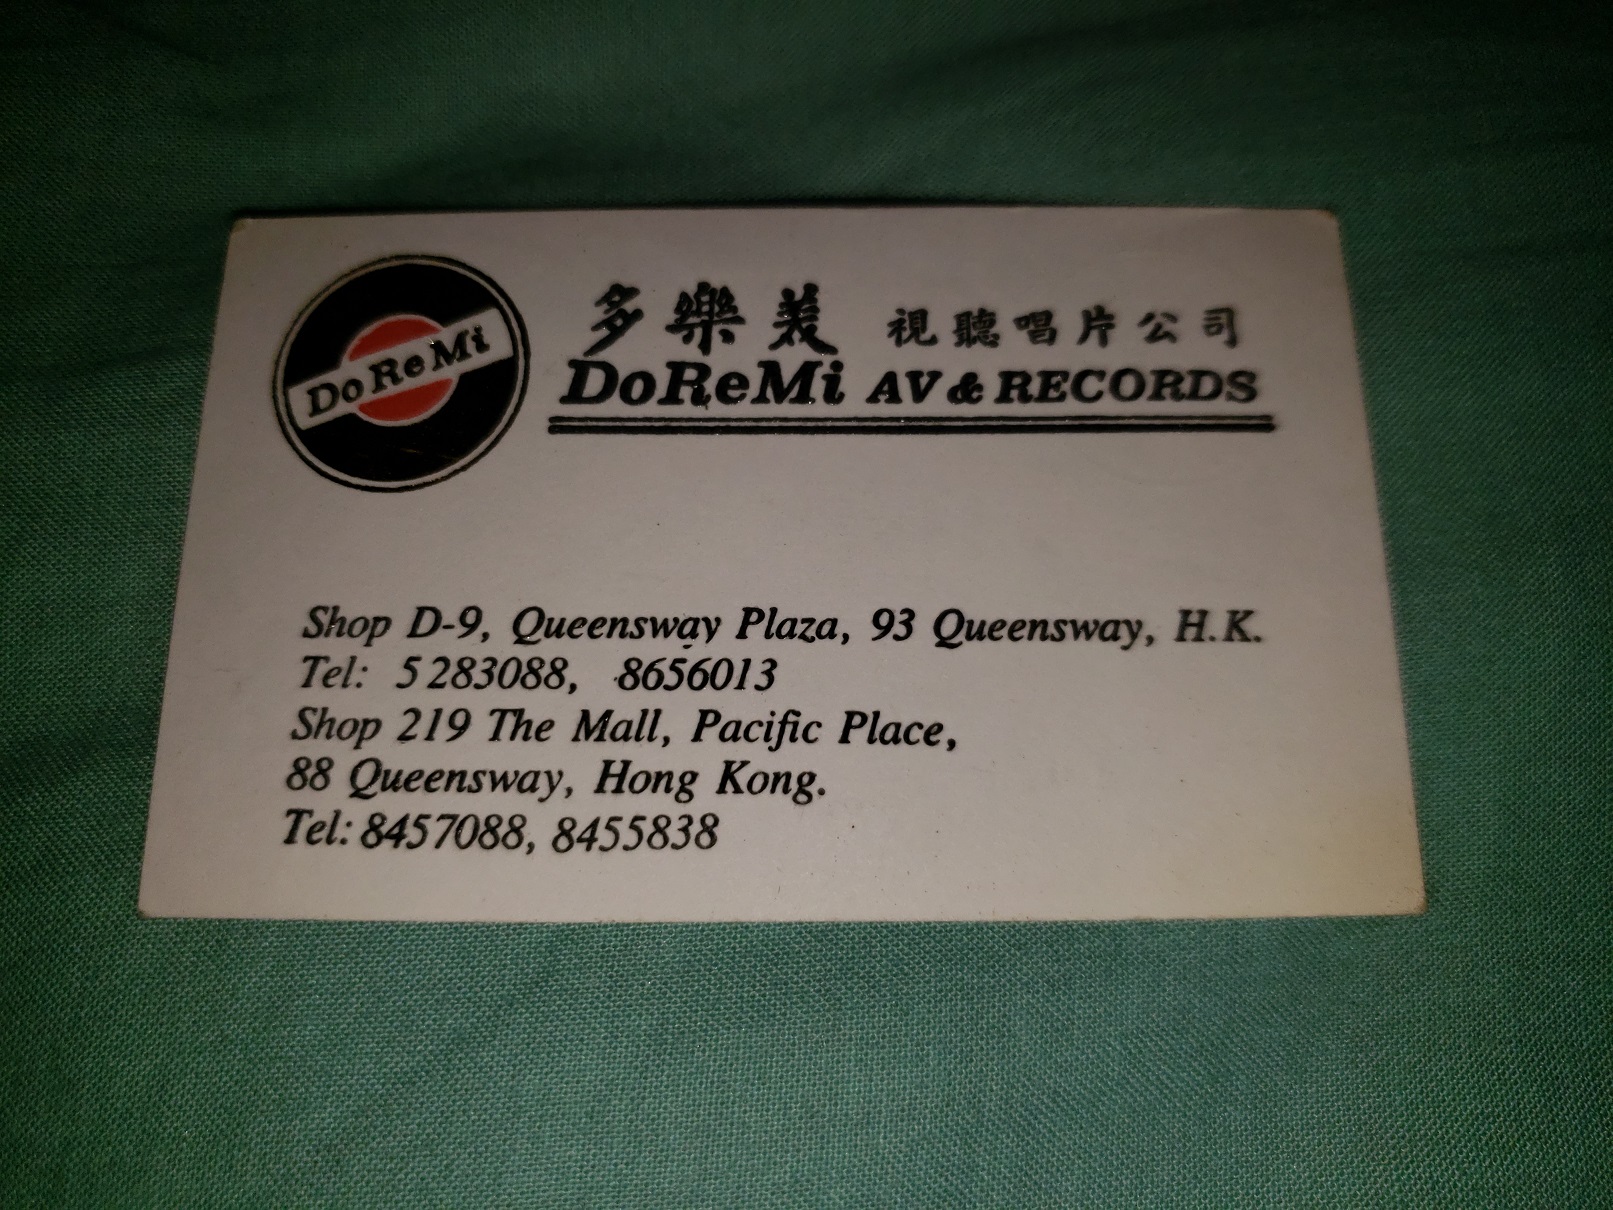 DoReMi
多樂美 視聽唱片公司
DoReMi AV & RECORDS
Shop D-9, Queensway Plaza, 93 Queensway, H.K.
Tel: 5283088, 8656013
Shop 219 The Mall, Pacific Place,
88 Queensway, Hong Kong.
Tel: 8457088, 8455838